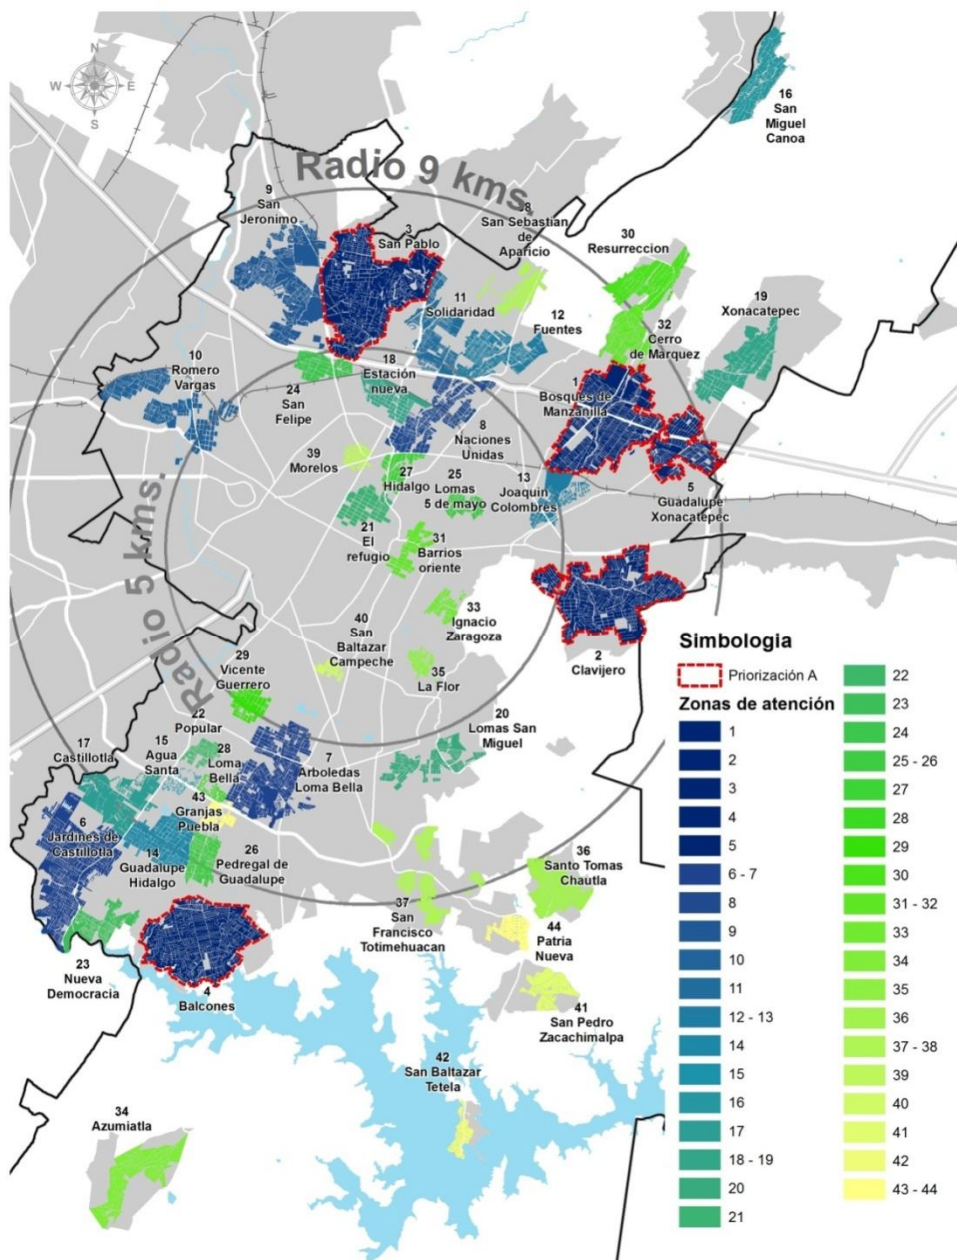 N
W
E
S
16
San
Miguel
Canoa
Radio 9 kms.
9
San
Jeronimo
3
San Pablo
38
San Sebastian
de
Aparicio
30
Resurreccion
11
Solidaridad
12
Fuentes
19
Xonacatepec
32
Cerro
de Marquez
10
Romero
Vargas
18
Estación
nueva
24
San
Felipe
1
Bosques de
Manzanilla
8
Naciones
Unidas
39
Morelos
27
Hidalgo
25
Lomas
5 de mayo
13
Joaquin
Colombres
5
Guadalupe
Xonacatepec
21
El
refugio
31
Barrios
oriente
Radio 5 kms.
33
Ignacio
Zaragoza
40
San
Baltazar
Campeche
35
La Flor
2
Clavijero
29
Vicente
Guerrero
22
Popular
20
Lomas San
Miguel
17
Castillotla
15
Agua
Santa
28
Loma
Bella
7
Arboledas
Loma Bella
43
Granjas
Puebla
6
Jardines de
Castillotla
14
Guadalupe
Hidalgo
26
Pedregal de
Guadalupe
36
Santo Tomas
Chautla
37
San
Francisco
Totimehuacan
44
Patria
Nueva
23
Nueva
Democracia
4
Balcones
41
San Pedro
Zacachimalpa
42
San Baltazar
Tetela
34
Azumiatla
Simbologia
Priorización A
Zonas de atención
1
2
3
4
5
6 - 7
8
9
10
11
12 - 13
14
15
16
17
18 - 19
20
21
22
23
24
25 - 26
27
28
29
30
31 - 32
33
34
35
36
37 - 38
39
40
41
42
43 - 44